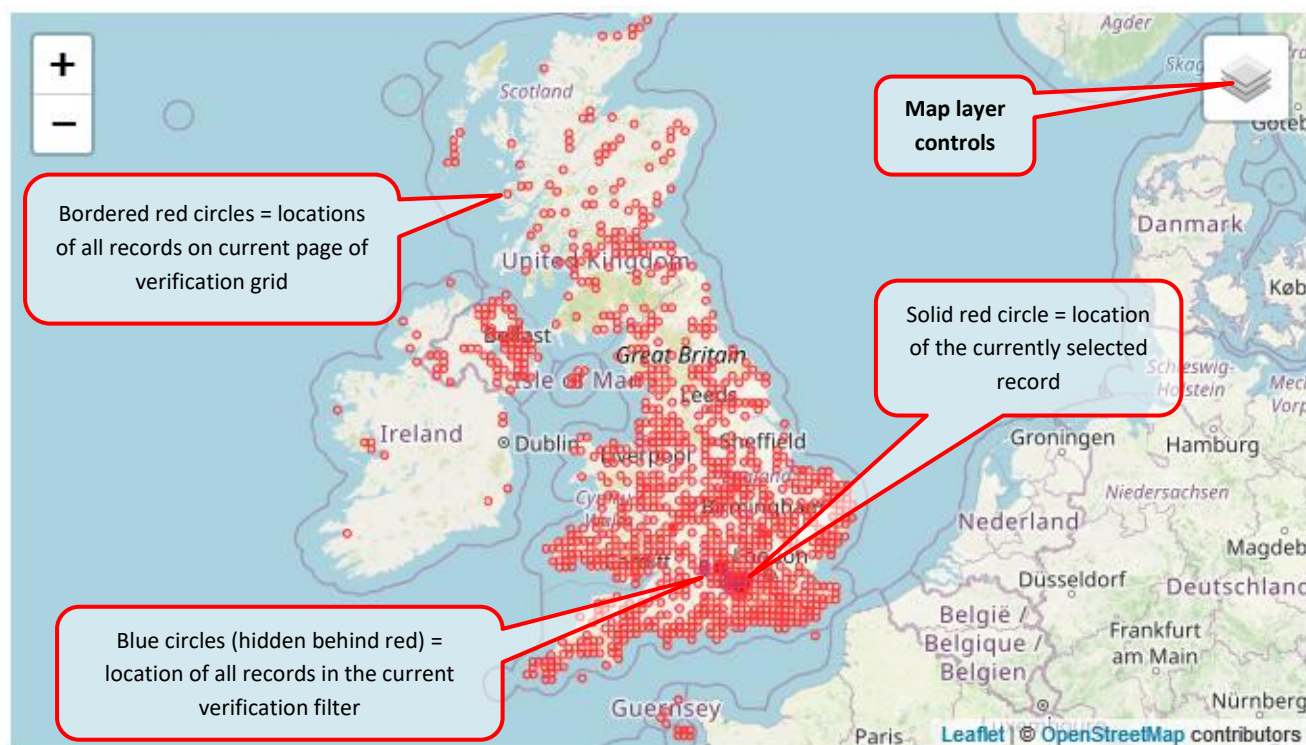 +
−
Scotland
Agder
Map layer
controls
Bordered red circles = locations
of all records on current page of
verification grid
Danmark
United Kingdom
Solid red circle = location
of the currently selected
record
Belfast
Great Britain
Isle of Man
Leeds
Ireland
Dublin
Sheffield
Liverpool
Groningen
Hamburg
Niedersachsen
Birmingham
Nederland
London
Magdeb
Düsseldorf
Deutschland
Blue circles (hidden behind red) =
location of all records in the current
verification filter
België /
Belgique /
Belgien
Frankfurt
am Main
Guernsey
Nürnberg
Paris
Leaflet | © OpenStreetMap contributors